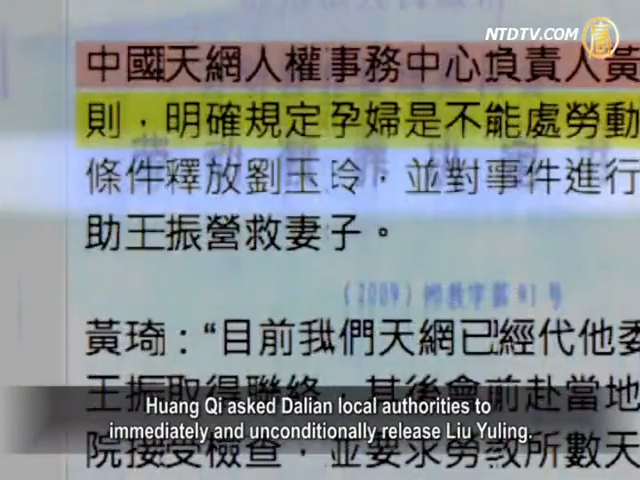 NTDTV.COM
中國天網人權事務中心負責人黃
則，明確規定孕婦是不能處勞動
條件釋放劉玉玲，並對事件進行
助王振營救妻子。
黃琦：“目前我們天網已經代他委
王振取得聯絡，其後會前赴當地
Huang Qi asked Dalian local authorities to
immediately and unconditionally release Liu Yuling.
院接受檢查，並要求勞教所數天